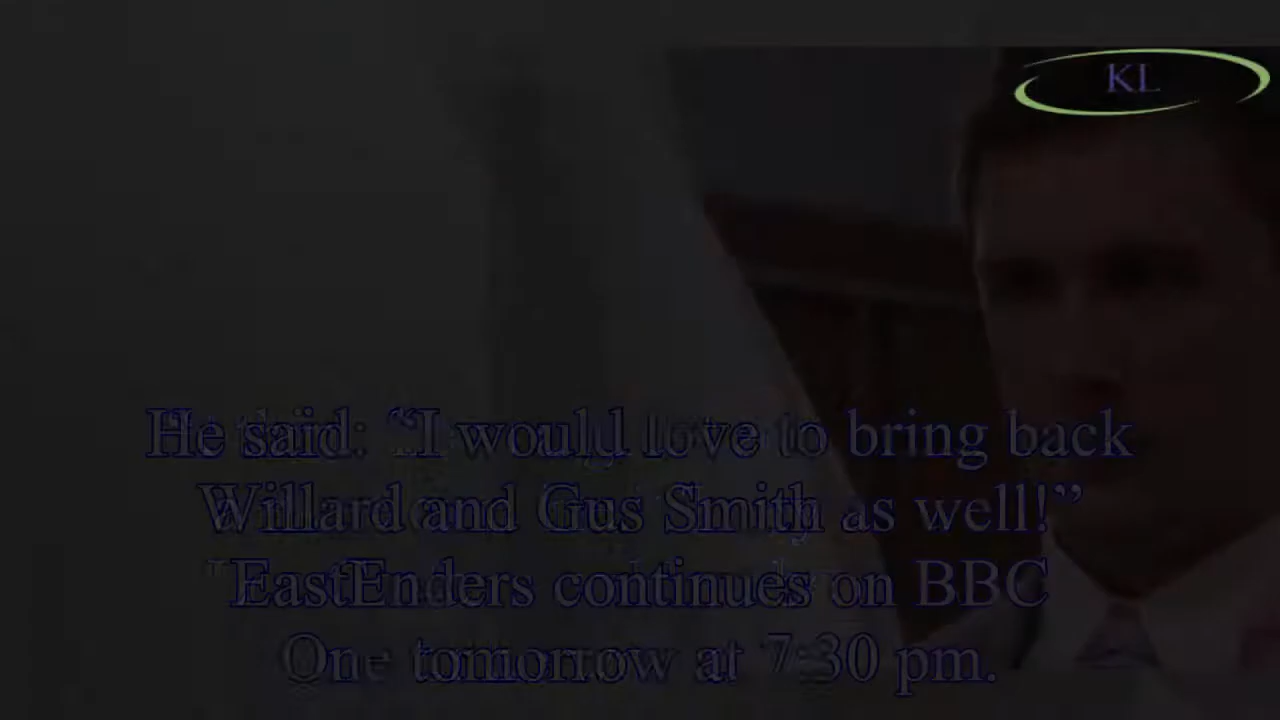 KL
He said: “I would love to bring back
Willard and Gus Smith as well!”
EastEnders continues on BBC
One tomorrow at 7:30 pm.